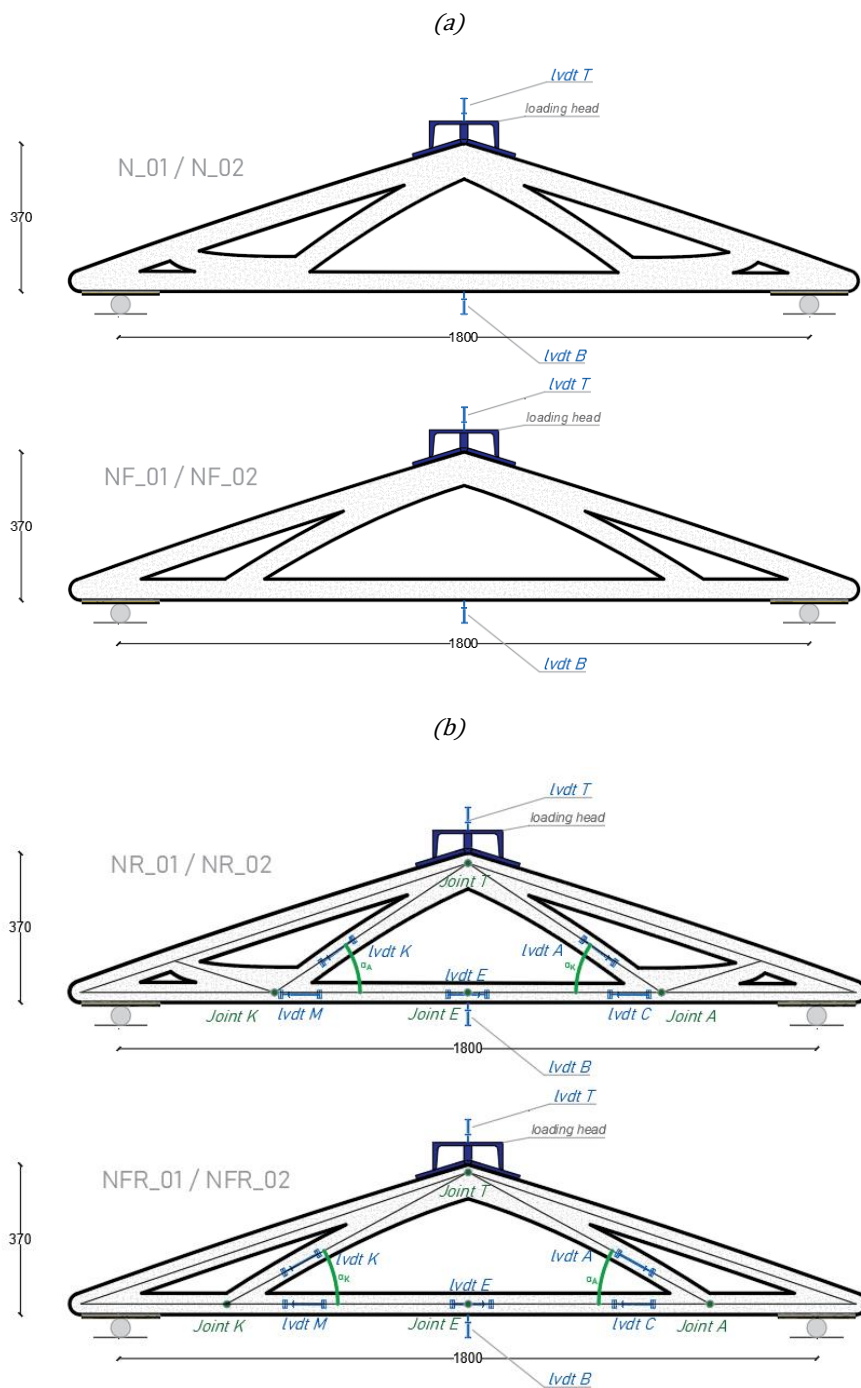 (a)
lvdt T
loading head
N_01 / N_02
370
1800
lvdt B
lvdt T
loading head
NF_01 / NF_02
370
1800
lvdt B
(b)
lvdt T
loading head
NR_01 / NR_02
Joint T
370
lvdt K
lvdt A
αA
αK
lvdt E
Joint K
lvdt M
Joint E
lvdt C
Joint A
1800
lvdt B
lvdt T
loading head
NFR_01 / NFR_02
Joint T
370
lvdt K
lvdt A
αK
αA
lvdt E
Joint K
lvdt M
Joint E
lvdt C
Joint A
1800
lvdt B